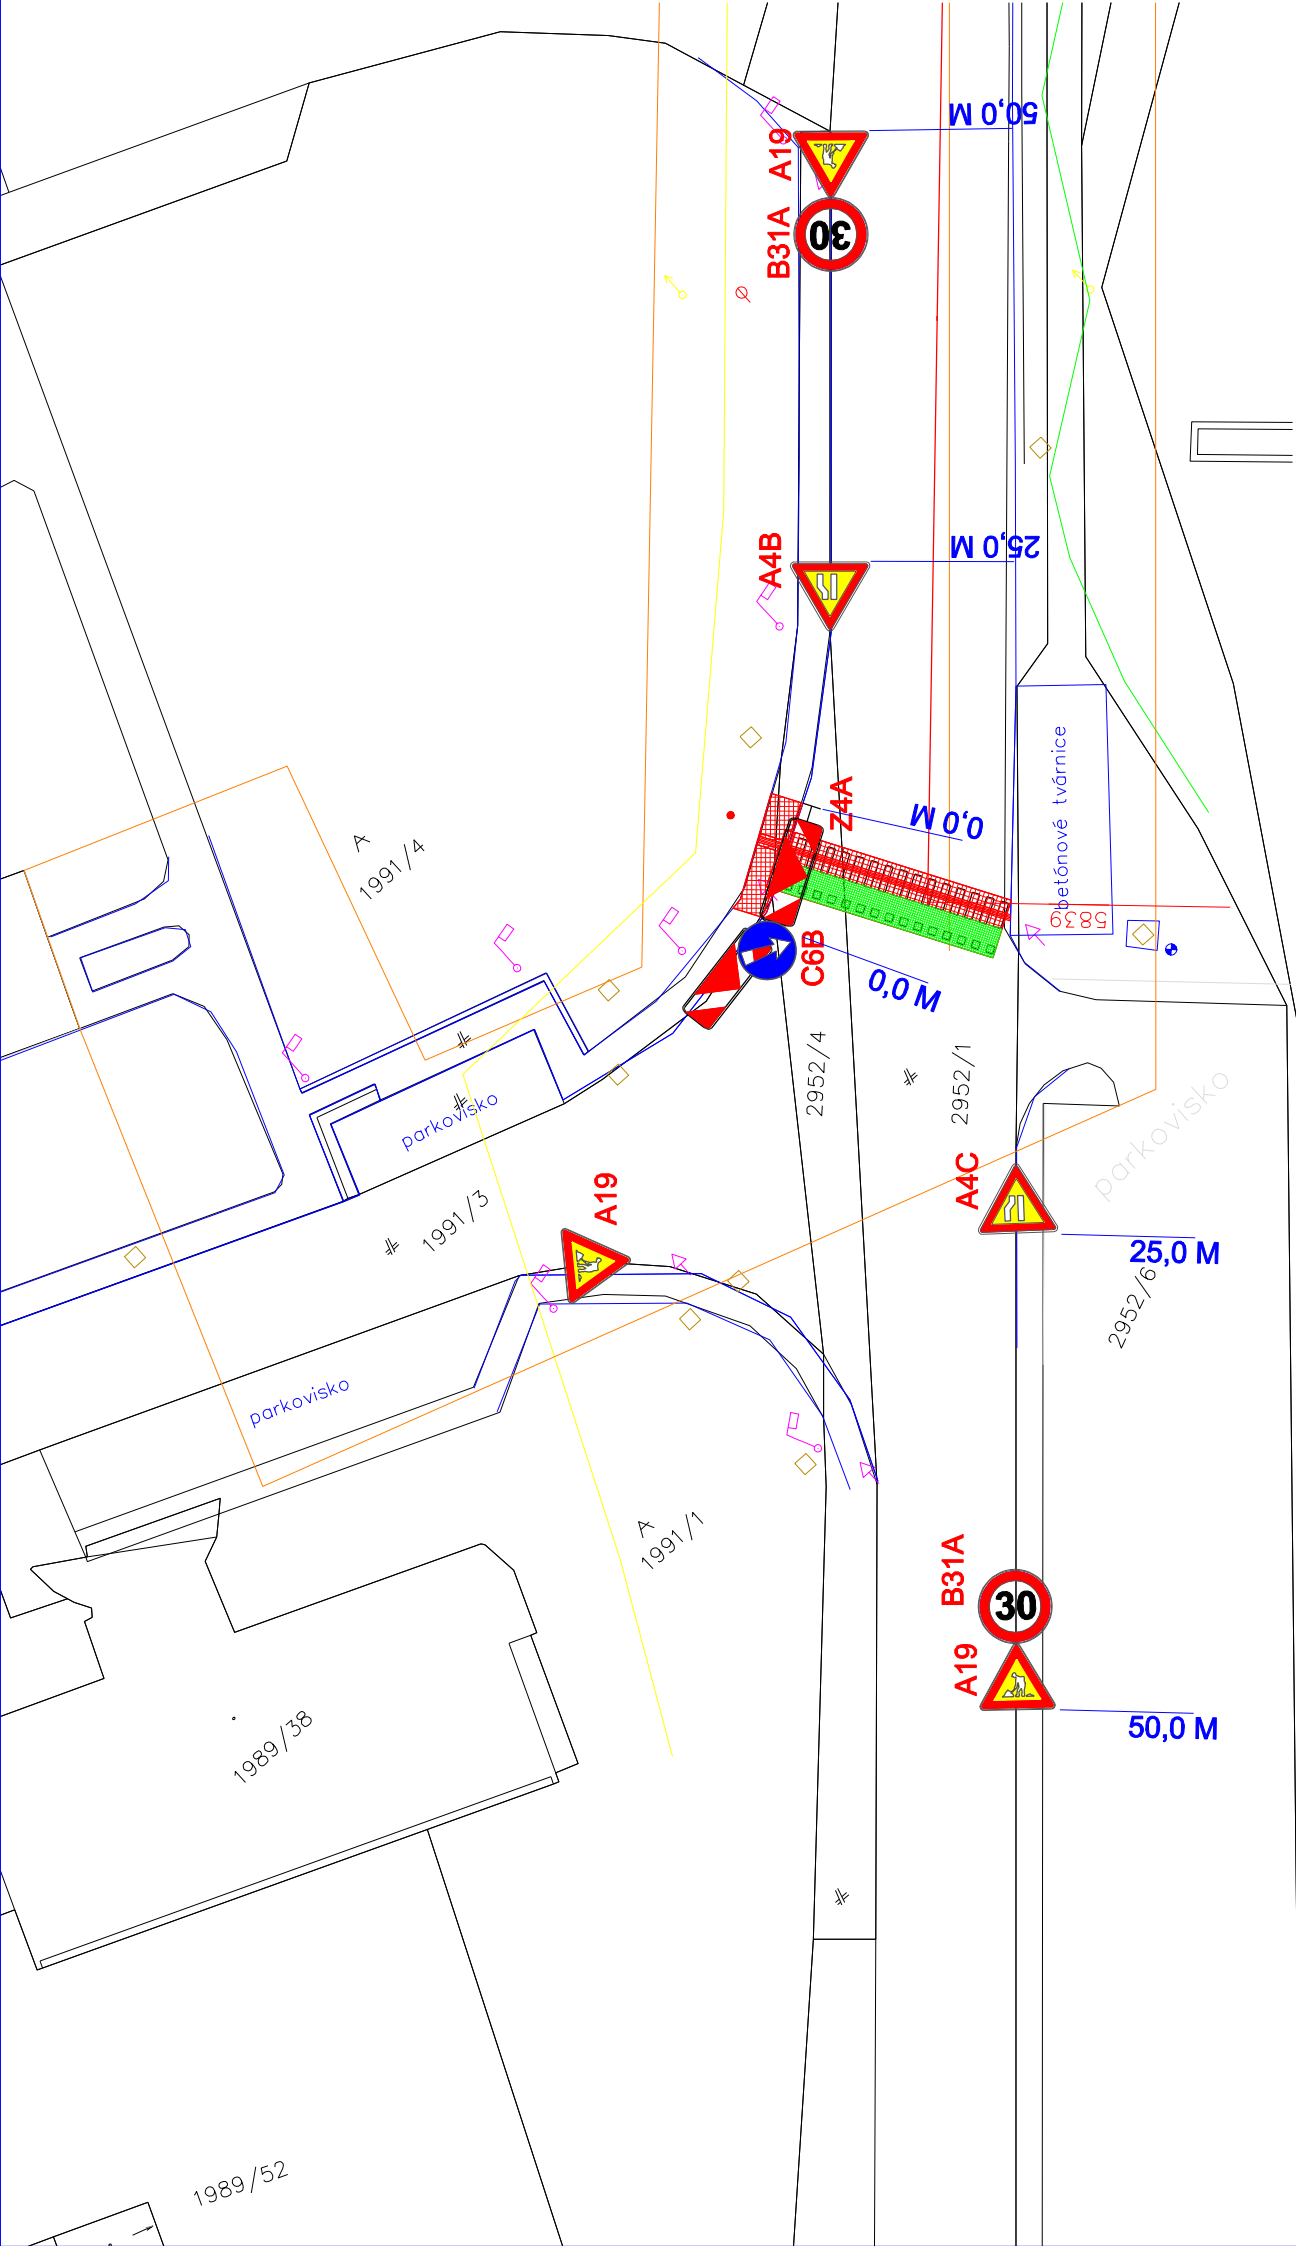 50,0 M
A19
B31A
30
25,0 M
A4B
betónové tvárnice
Z4A
0,0 M
A
1991/4
5839
C6B
0,0 M
2952/4
2952/1
parkovisko
parkovisko
A4C
A19
1991/3
25,0 M
2952/6
parkovisko
A
1991/1
B31A
30
A19
50,0 M
1989/38
1989/52